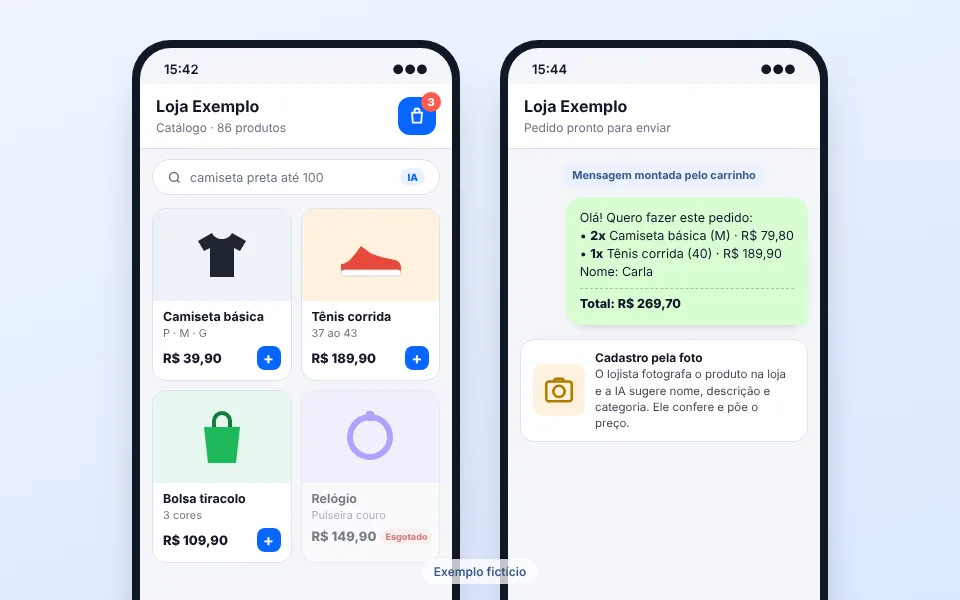 15:42
Loja Exemplo
Catálogo · 86 produtos
3
camiseta preta até 100
IA
Camiseta básica
P · M · G
R$ 39,90
+
Tênis corrida
37 ao 43
R$ 189,90
+
Bolsa tiracolo
3 cores
R$ 109,90
+
Relógio
Pulseira couro
R$ 149,90
Esgotado
15:44
Loja Exemplo
Pedido pronto para enviar
Mensagem montada pelo carrinho
Olá! Quero fazer este pedido:
• 2x Camiseta básica (M) · R$ 79,80
• 1x Tênis corrida (40) · R$ 189,90
Nome: Carla
Total: R$ 269,70
Cadastro pela foto
O lojista fotografa o produto na loja
e a IA sugere nome, descrição e
categoria. Ele confere e põe o
preço.
Exemplo fictício